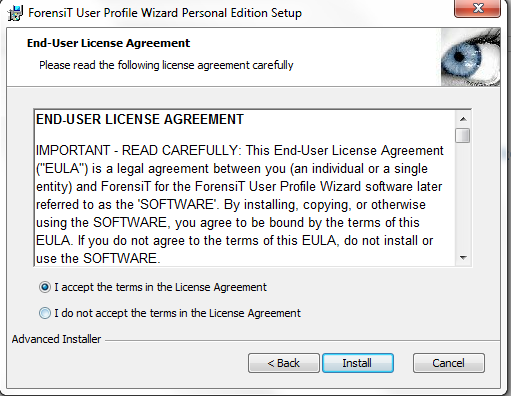 ForensiT User Profile Wizard Personal Edition Setup
End-User License Agreement
Please read the following license agreement carefully
END-USER LICENSE AGREEMENT
IMPORTANT - READ CAREFULLY: This End-User License Agreement
("EULA") is a legal agreement between you (an individual or a single
entity) and ForensiT for the ForensiT User Profile Wizard software later
referred to as the 'SOFTWARE'. By installing, copying, or otherwise
using the SOFTWARE, you agree to be bound by the terms of this
EULA. If you do not agree to the terms of this EULA, do not install or
use the SOFTWARE.
I accept the terms in the License Agreement
I do not accept the terms in the License Agreement
Advanced Installer
< Back Install Cancel